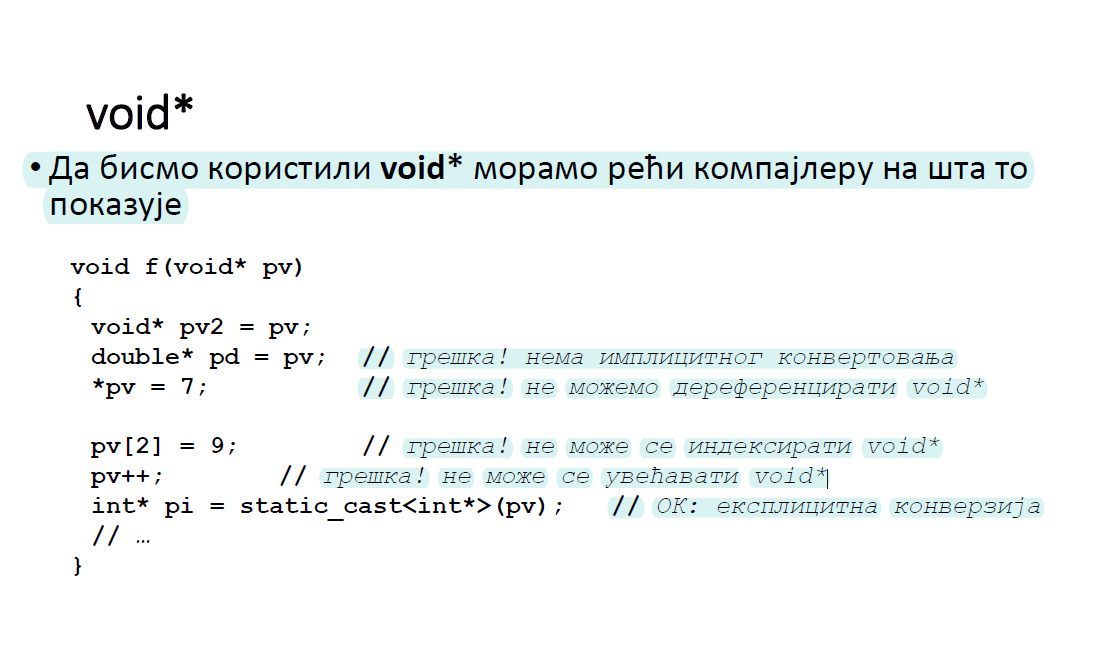 void*
• Да бисмо користили void* морамо рећи компајлеру на шта то
показује
void f(void* pv)
{
void* pv2 = pv;
double* pd = pv; // грешка! нема имплицитног конвертовања
*pv = 7; // грешка! не можемо дереференцирати void*
pv[2] = 9; // грешка! не може се индексирати void*
pv++; // грешка! не може се увећавати void*
int* pi = static_cast<int*>(pv); // ОК: експлицитна конверзија
// …
}